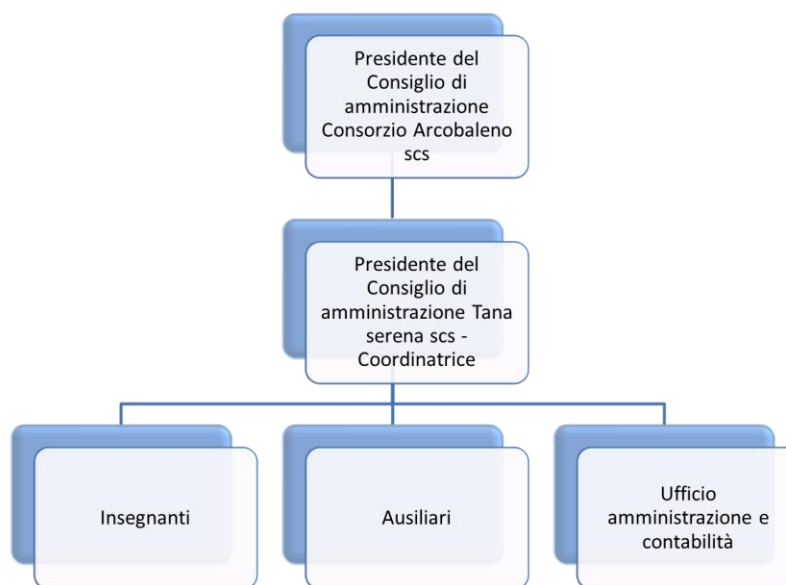 Presidente del
Consiglio di
amministrazione
Consorzio Arcobaleno
scs
Presidente del
Consiglio di
amministrazione Tana
serena scs -
Coordinatrice
Insegnanti
Ausiliari
Ufficio
amministrazione e
contabilità